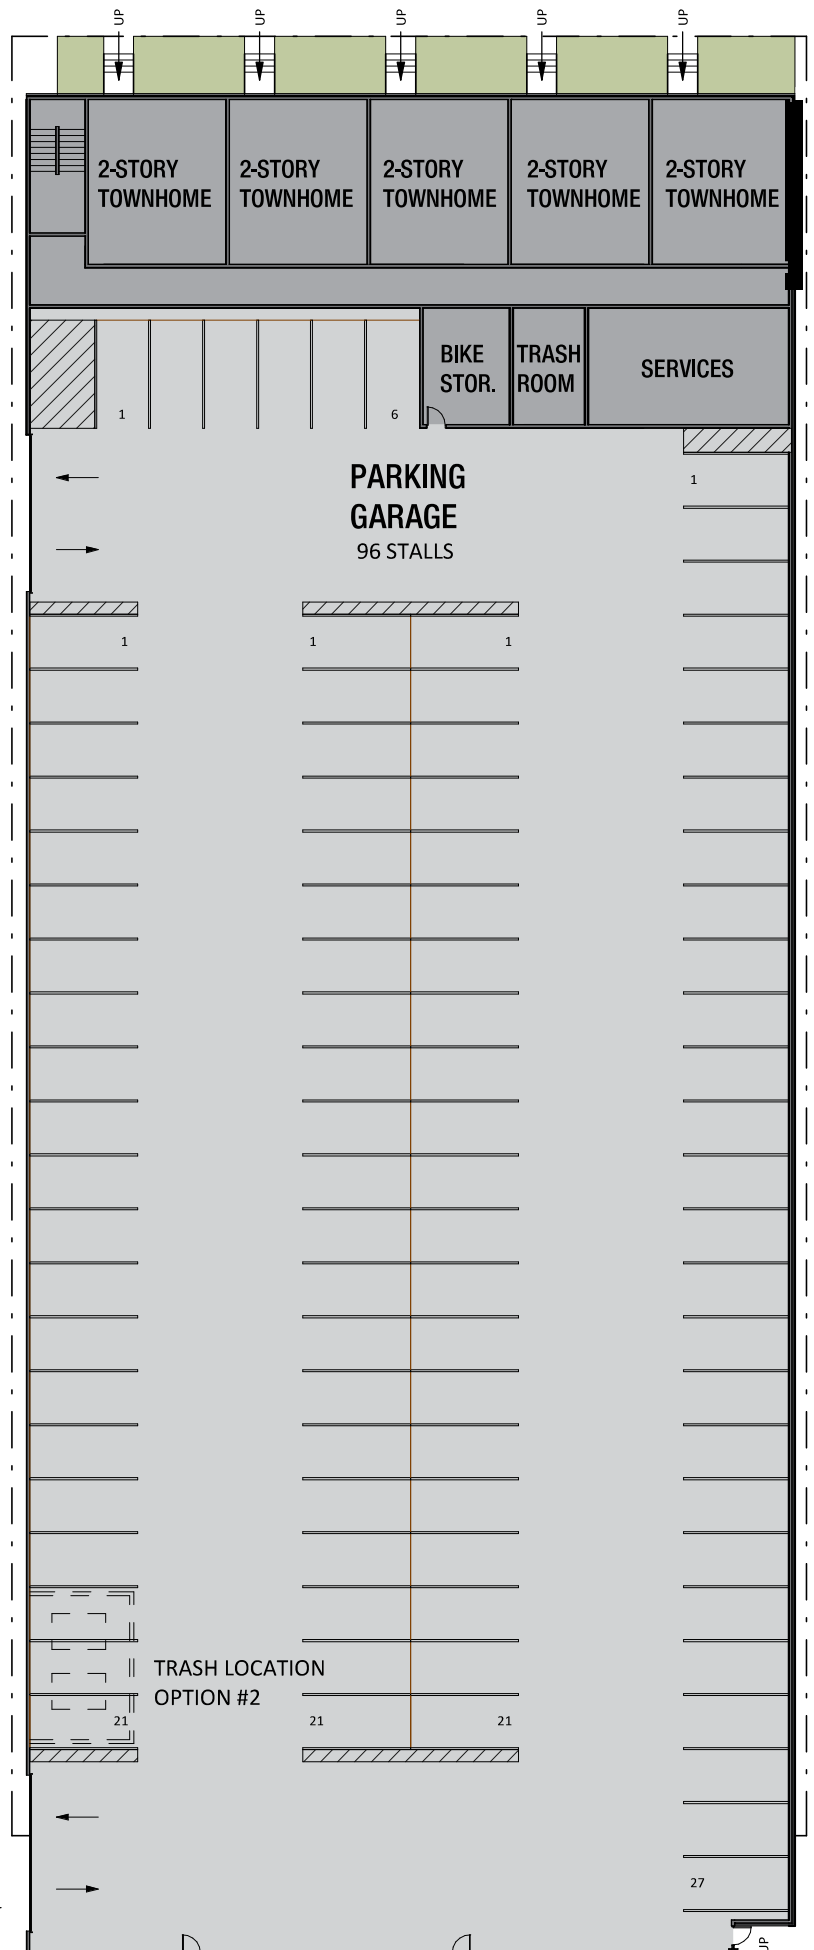 UP UP UP UP UP
2-STORY 2-STORY 2-STORY 2-STORY 2-STORY
TOWNHOME TOWNHOME TOWNHOME TOWNHOME TOWNHOME
BIKE TRASH SERVICES
STOR. ROOM
1 6
PARKING
GARAGE
96 STALLS
1
1 1 1
TRASH LOCATION
OPTION #2
21 21 21
27
UP